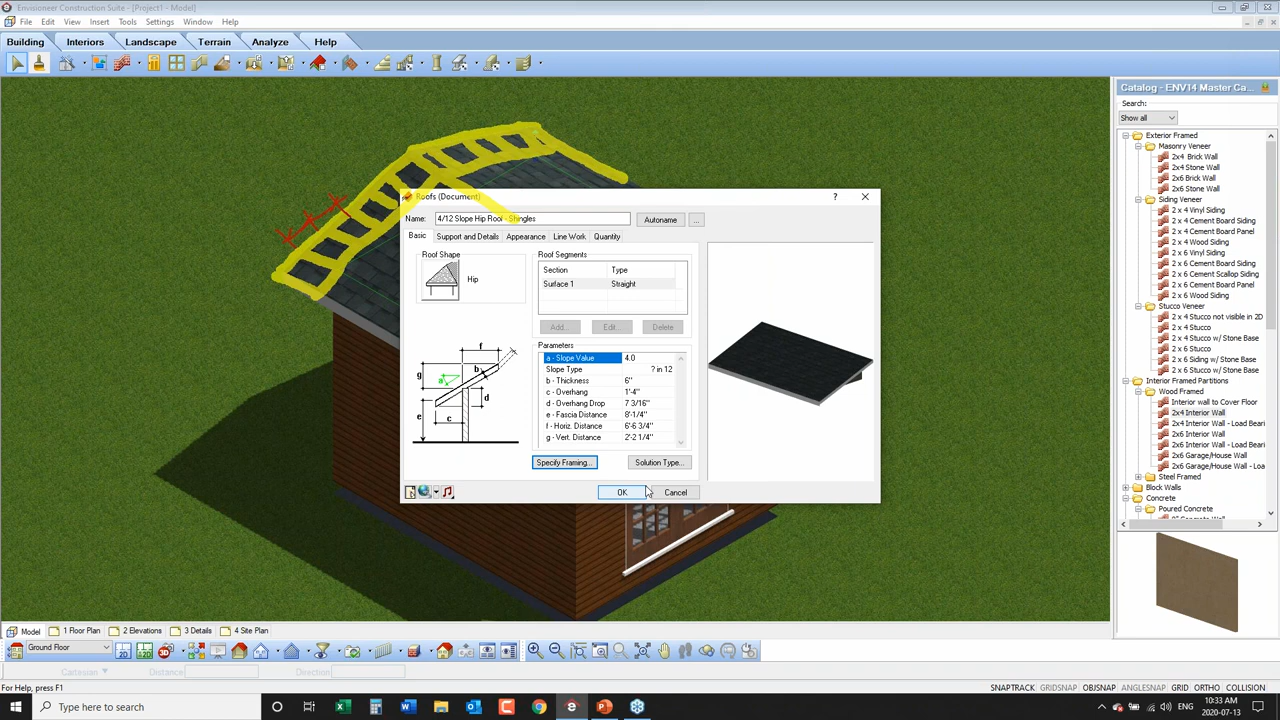 Envisioneer Construction Suite - [Project1 - Model]
File Edit View Insert Tools Settings Window Help
Building Interiors Landscape Terrain Analyze Help
Catalog - ENV14 Master Ca...
Search:
Show all
Exterior Framed
Masonry Veneer
2x4 Brick Wall
2x4 Stone Wall
2x6 Brick Wall
2x6 Stone Wall
Siding Veneer
2 x 4 Vinyl Siding
2 x 4 Cement Board Siding
2 x 4 Cement Board Panel
2 x 4 Wood Siding
2 x 6 Vinyl Siding
2 x 6 Cement Board Siding
2 x 6 Cement Scallop Siding
2 x 6 Cement Board Panel
2 x 6 Wood Siding
Stucco Veneer
2 x 4 Stucco not visible in 2D
2 x 4 Stucco
2 x 4 Stucco w/ Stone Base
2 x 6 Stucco
2 x 6 Siding w/ Stone Base
2 x 6 Stucco w/ Stone Base
Interior Framed Partitions
Wood Framed
Interior wall to Cover Floor
2x4 Interior Wall
2x4 Interior Wall - Load Beari
2x6 Interior Wall
2x6 Interior Wall - Load Beari
2x6 Garage/House Wall
2x6 Garage/House Wall - Load
Steel Framed
Block Walls
Concrete
Poured Concrete
Roofs (Document)
?
Name: 4/12 Slope Hip Roof - Shingles Autoname ...
Basic Support and Details Appearance Line Work Quantity
Roof Shape
Hip
Roof Segments
Section Type
Surface 1 Straight
Add... Edit... Delete
Parameters
a - Slope Value 4.0
Slope Type ? in 12
b - Thickness 6"
c - Overhang 1'-4"
d - Overhang Drop 7 3/16"
e - Fascia Distance 8'-1/4"
f - Horiz. Distance 6'-6 3/4"
g - Vert. Distance 2'-2 1/4"
f
g
b
a
d
e
c
Specify Framing... Solution Type...
OK Cancel
Model 1 Floor Plan 2 Elevations 3 Details 4 Site Plan
Ground Floor
2D
3D
Cartesian Distance Direction
For Help, press F1
SNAPTRACK GRIDSNAP OBJSNAP ANGLESNAP GRID ORTHO COLLISION
Type here to search
ENG
10:33 AM
2020-07-13